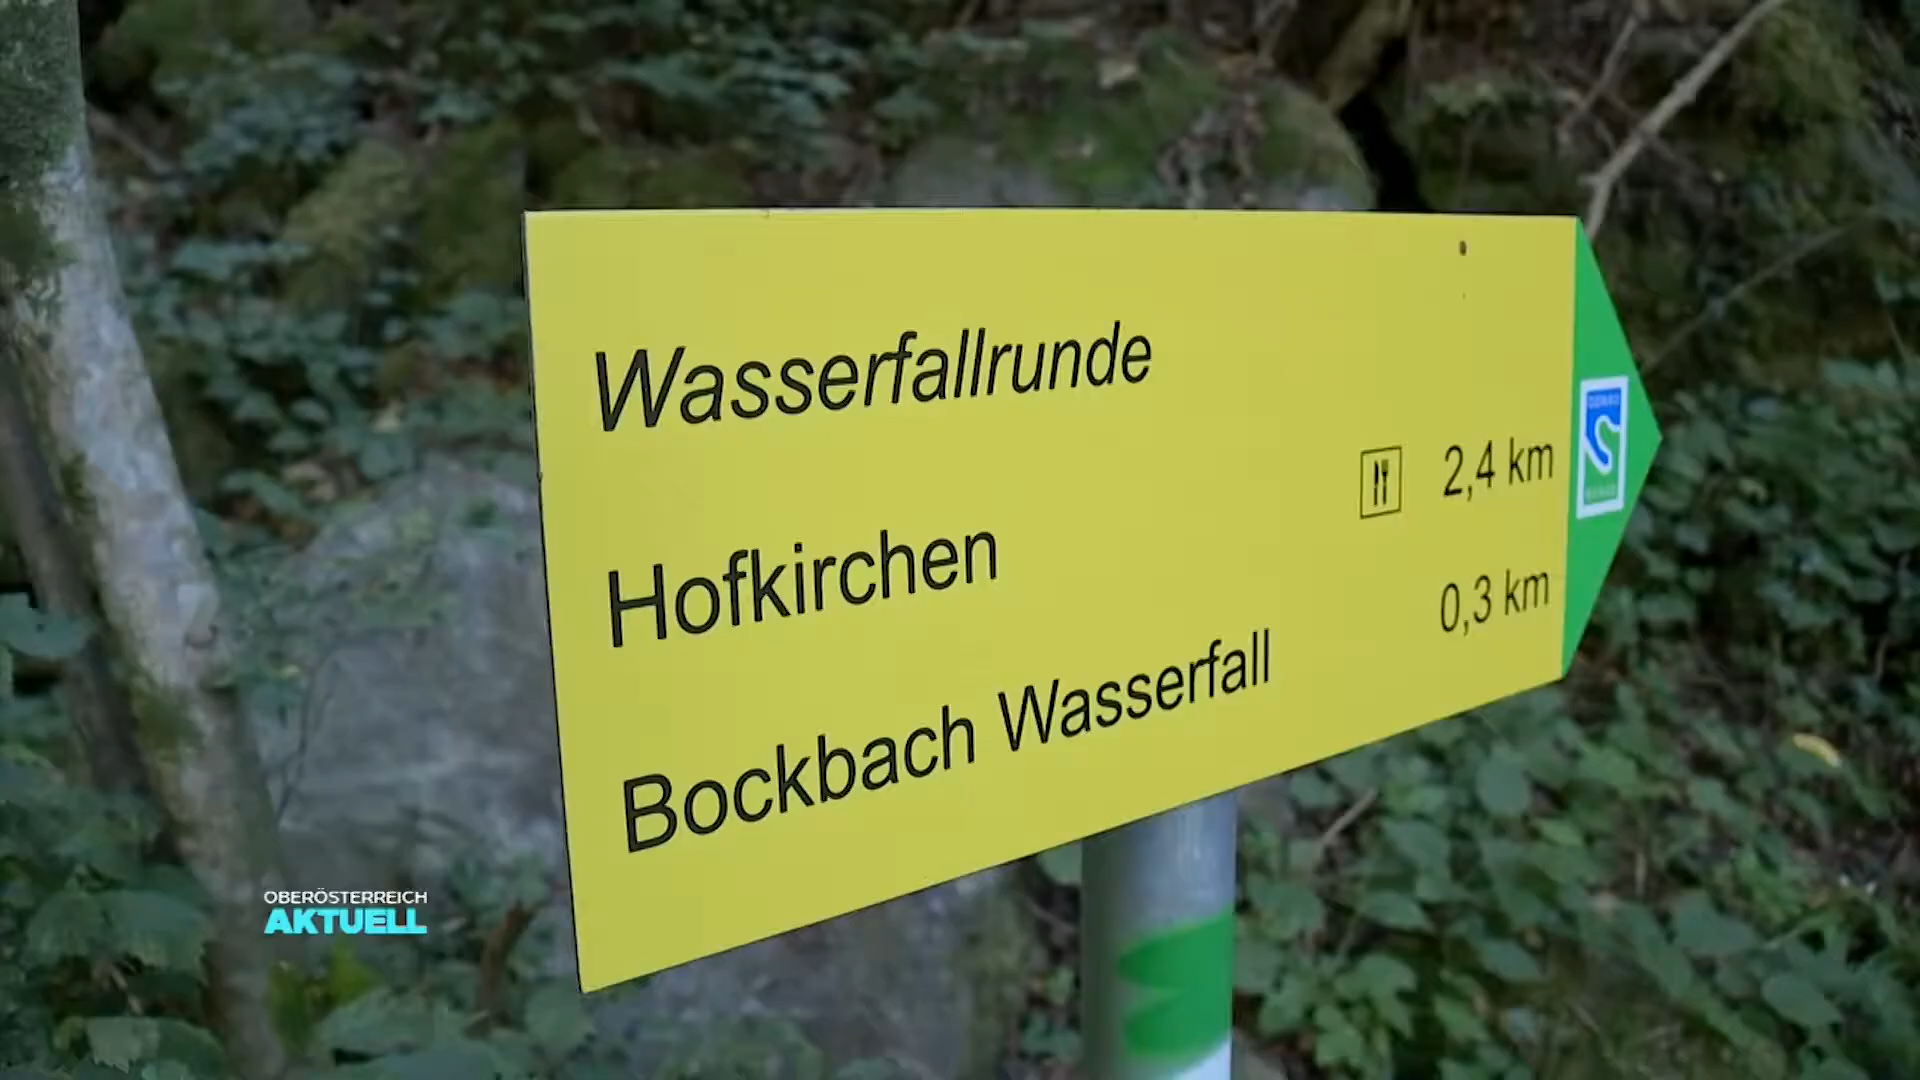 Wasserfallrunde
Hofkirchen 2,4 km
Bockbach Wasserfall 0,3 km
OBERÖSTERREICH
AKTUELL